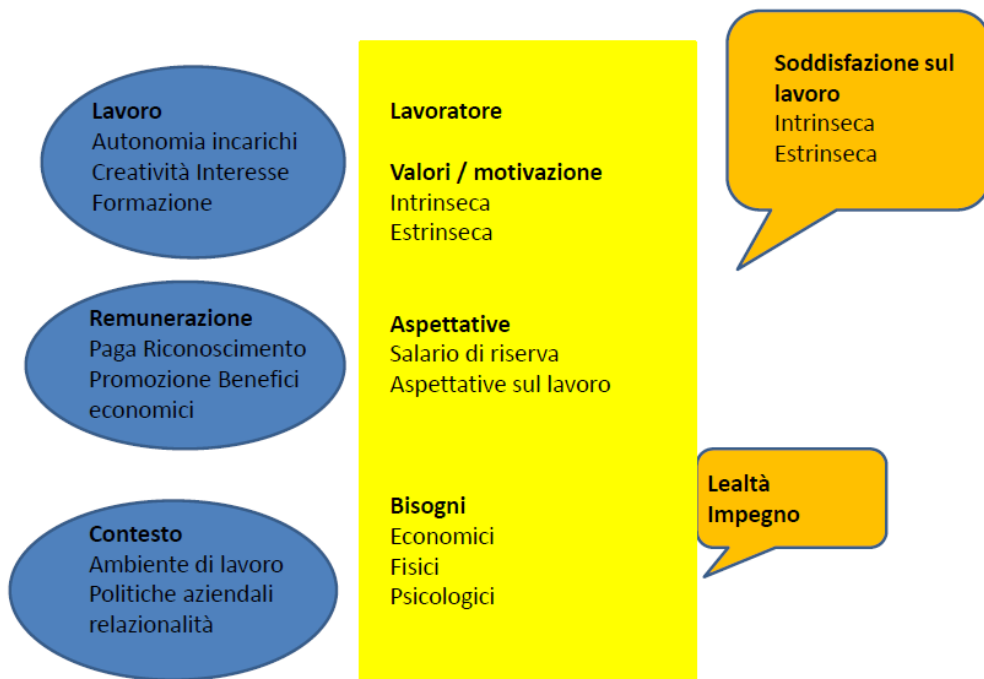 Lavoro
Autonomia incarichi
Creatività Interesse
Formazione
Remunerazione
Paga Riconoscimento
Promozione Benefici
economici
Contesto
Ambiente di lavoro
Politiche aziendali
relazionalità
Lavoratore
Valori / motivazione
Intrinseca
Estrinseca
Aspettative
Salario di riserva
Aspettative sul lavoro
Bisogni
Economici
Fisici
Psicologici
Soddisfazione sul
lavoro
Intrinseca
Estrinseca
Lealtà
Impegno